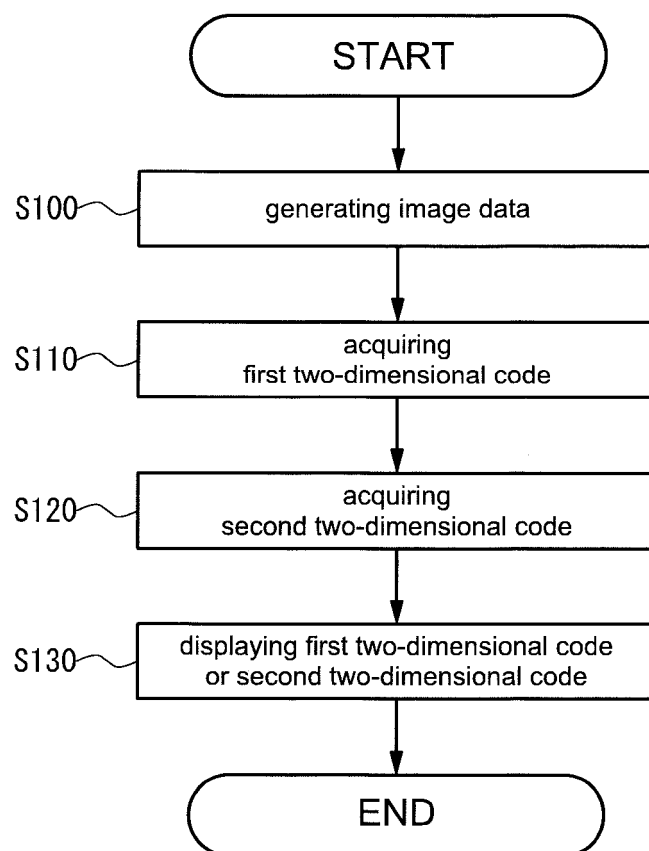 START
S100
generating image data
S110
acquiring
first two-dimensional code
S120
acquiring
second two-dimensional code
S130
displaying first two-dimensional code
or second two-dimensional code
END